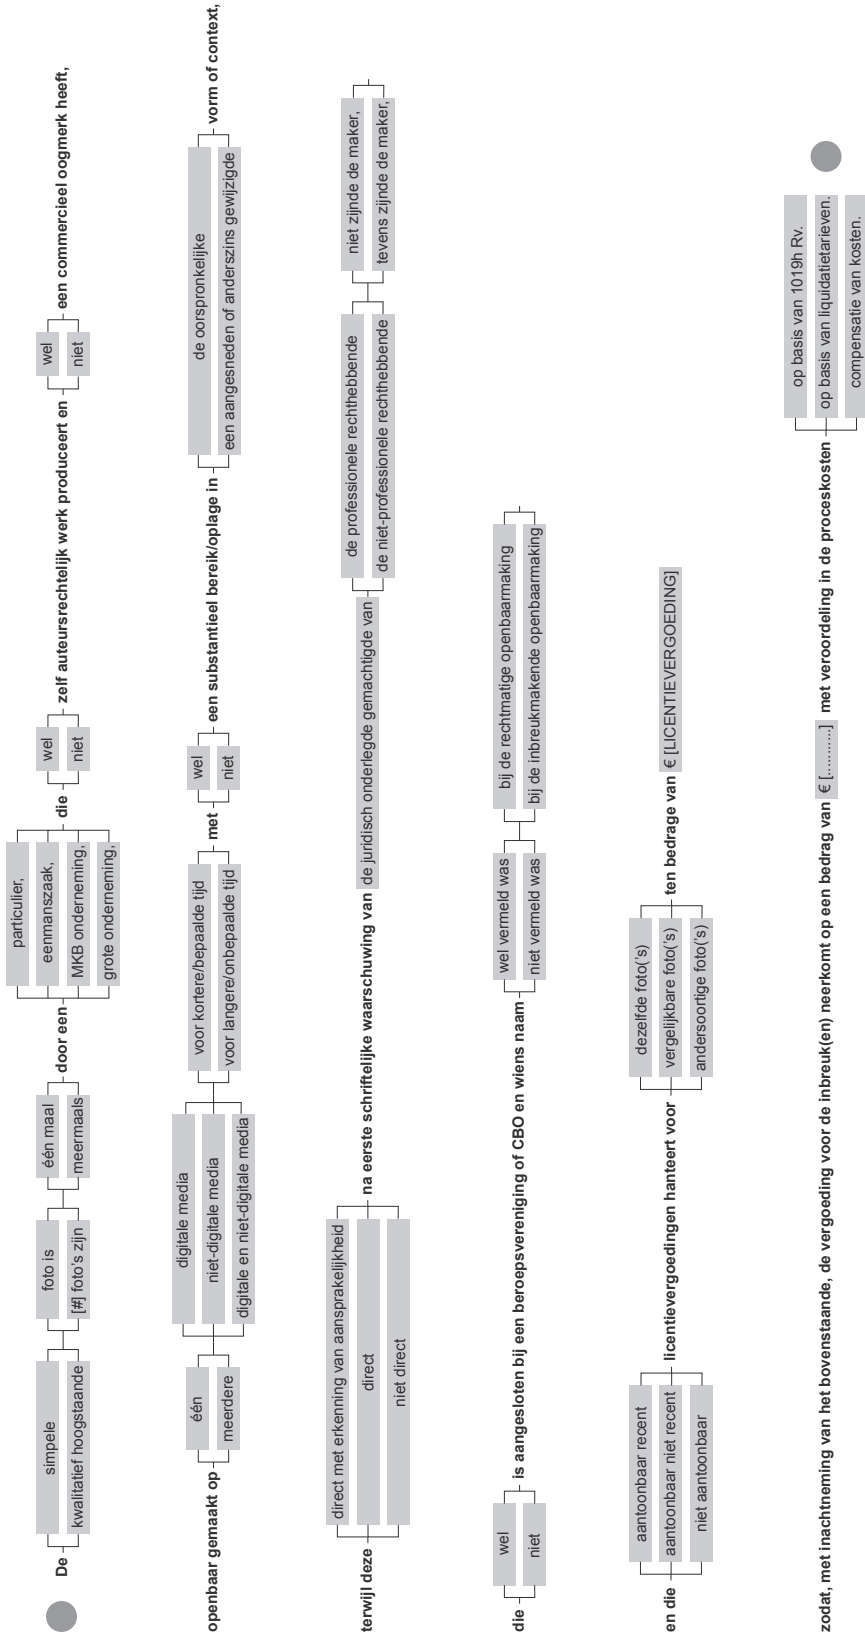 De
simpele
kwalitatief hoogstaande
foto is
[#] foto's zijn
één maal
meermaals
door een
particulier,
eenmanszaak,
MKB onderneming,
grote onderneming,
die
wel
niet
zelf auteursrechtelijk werk produceert en
wel
niet
een commercieel oogmerk heeft,
openbaar gemaakt op
één
meerdere
digitale media
niet-digitale media
digitale en niet-digitale media
voor kortere/bepaalde tijd
voor langere/onbepaalde tijd
met
wel
niet
een substantieel bereik/oplage in
de oorspronkelijke
een aangesneden of anderszins gewijzigde
vorm of context,
terwijl deze
direct met erkenning van aansprakelijkheid
direct
niet direct
na eerste schriftelijke waarschuwing van
de juridisch onderlegde gemachtigde van
de professionele rechthebbende
de niet-professionele rechthebbende
niet zijnde de maker,
tevens zijnde de maker,
die
wel
niet
is aangesloten bij een beroepsvereniging of CBO en wiens naam
wel vermeld was
niet vermeld was
bij de rechtmatige openbaarmaking
bij de inbreukmakende openbaarmaking
en die
aantoonbaar recent
aantoonbaar niet recent
niet aantoonbaar
licentievergoedingen hanteert voor
dezelfde foto('s)
vergelijkbare foto('s)
andersoortige foto('s)
ten bedrage van
€ [LICENTIEVERGOEDING]
zodat, met inachtneming van het bovenstaande, de vergoeding voor de inbreuk(en) neerkomt op een bedrag van
€ [..........]
met veroordeling in de proceskosten
op basis van 1019h Rv.
op basis van liquidatietarieven.
compensatie van kosten.